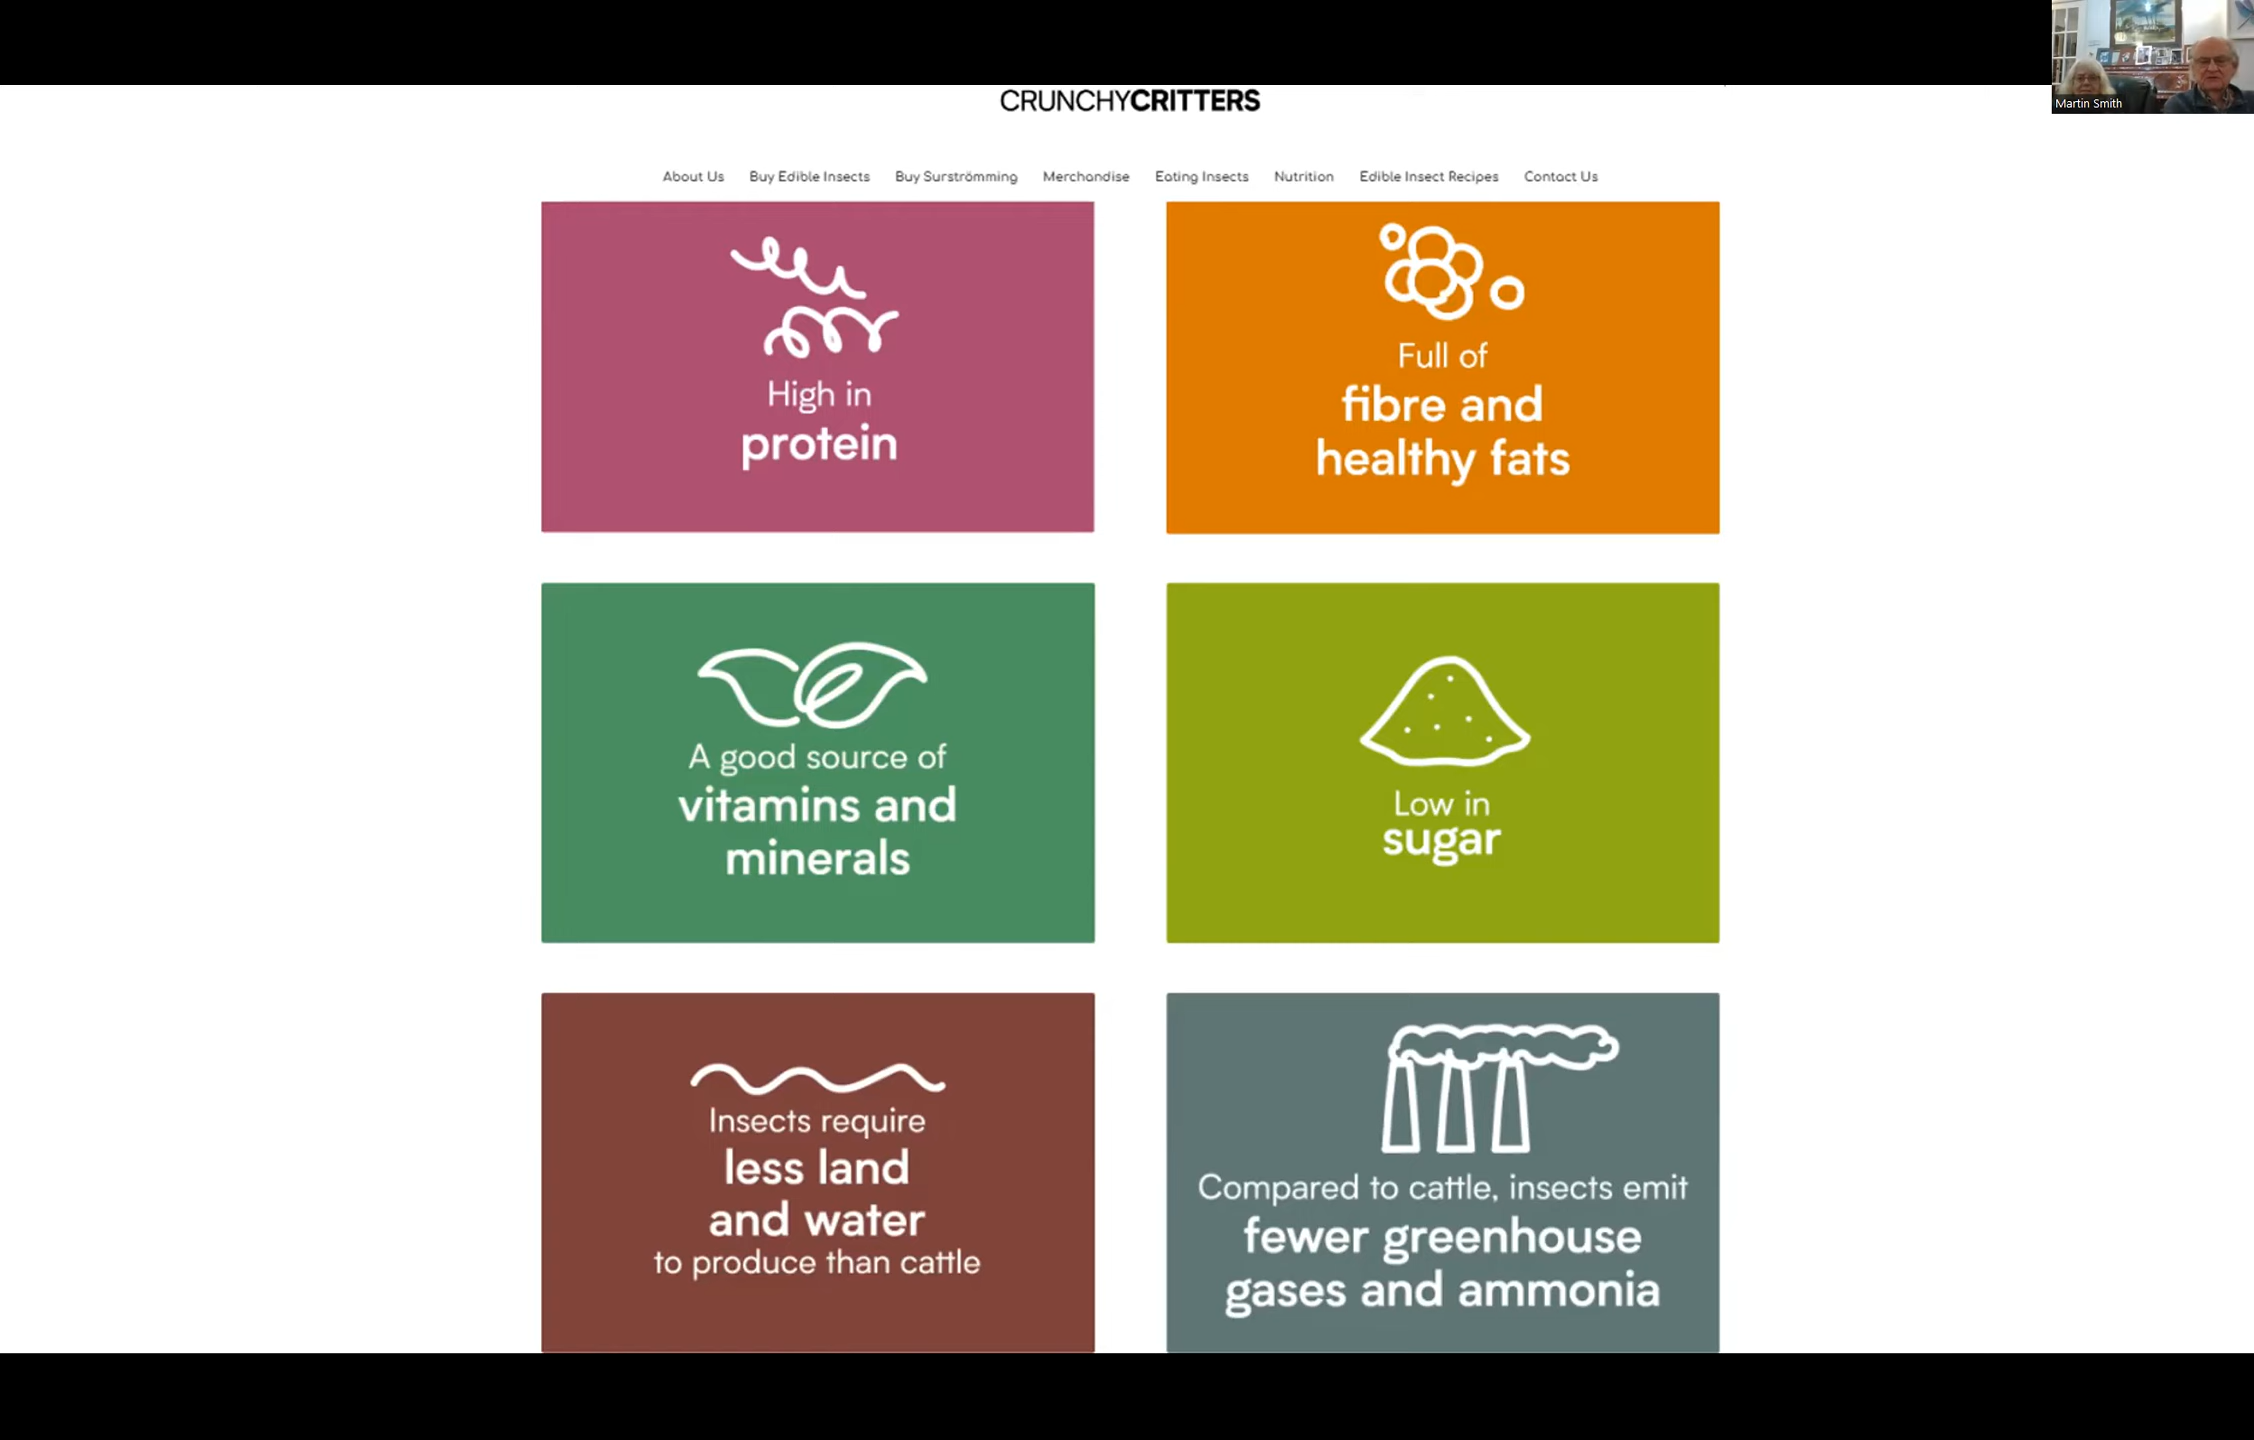 CRUNCHYCRITTERS
Martin Smith
About Us Buy Edible Insects Buy Surströmming Merchandise Eating Insects Nutrition Edible Insect Recipes Contact Us
High in
protein
Full of
fibre and
healthy fats
A good source of
vitamins and
minerals
Low in
sugar
Insects require
less land
and water
to produce than cattle
Compared to cattle, insects emit
fewer greenhouse
gases and ammonia